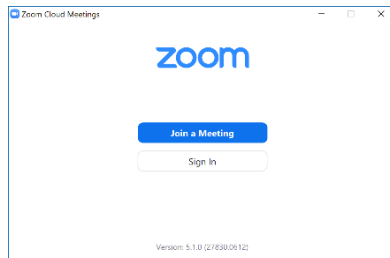 Zoom Cloud Meetings
zoom
Join a Meeting
Sign In
Version: 5.1.0 (27830.0612)